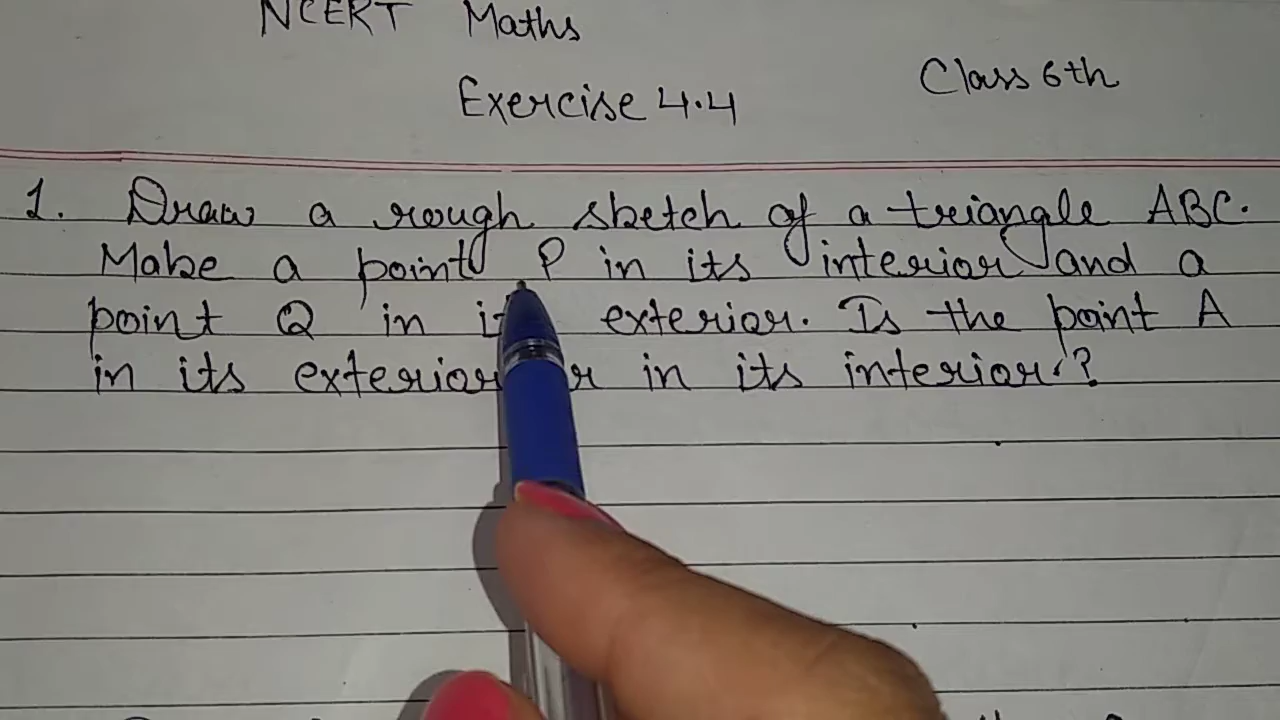 NCERT Maths
Class 6th
Exercise 4.4
1. Draw a rough sketch of a triangle ABC.
Make a point P in its interior and a
point Q in exterior. Is the point A
in its exterior in its interior?